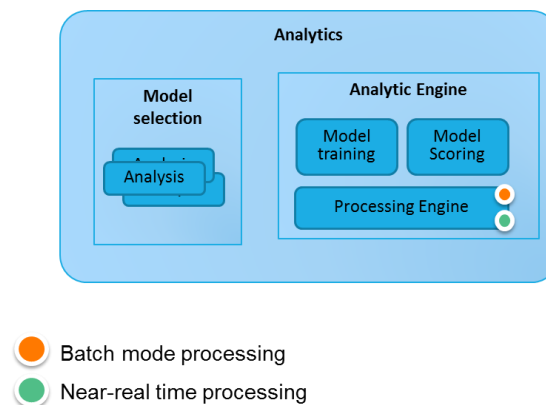 Analytics
Model
selection
Analysis
Analytic Engine
Model
training
Model
Scoring
Processing Engine
Batch mode processing
Near-real time processing